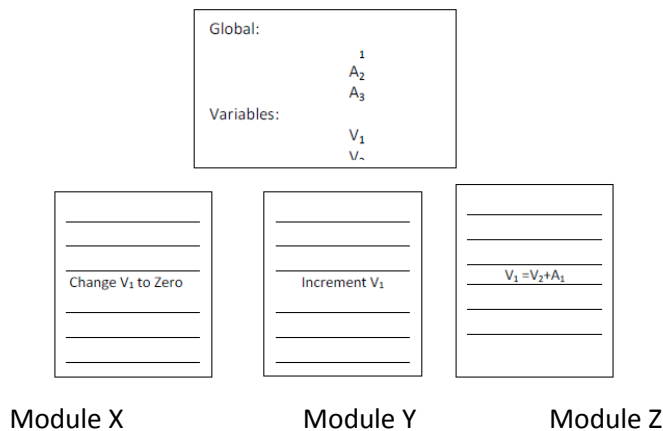 Global:
1
A₂
A₃
Variables:
V₁
Change V₁ to Zero
Increment V₁
V₁ =V₂+A₁
Module X
Module Y
Module Z